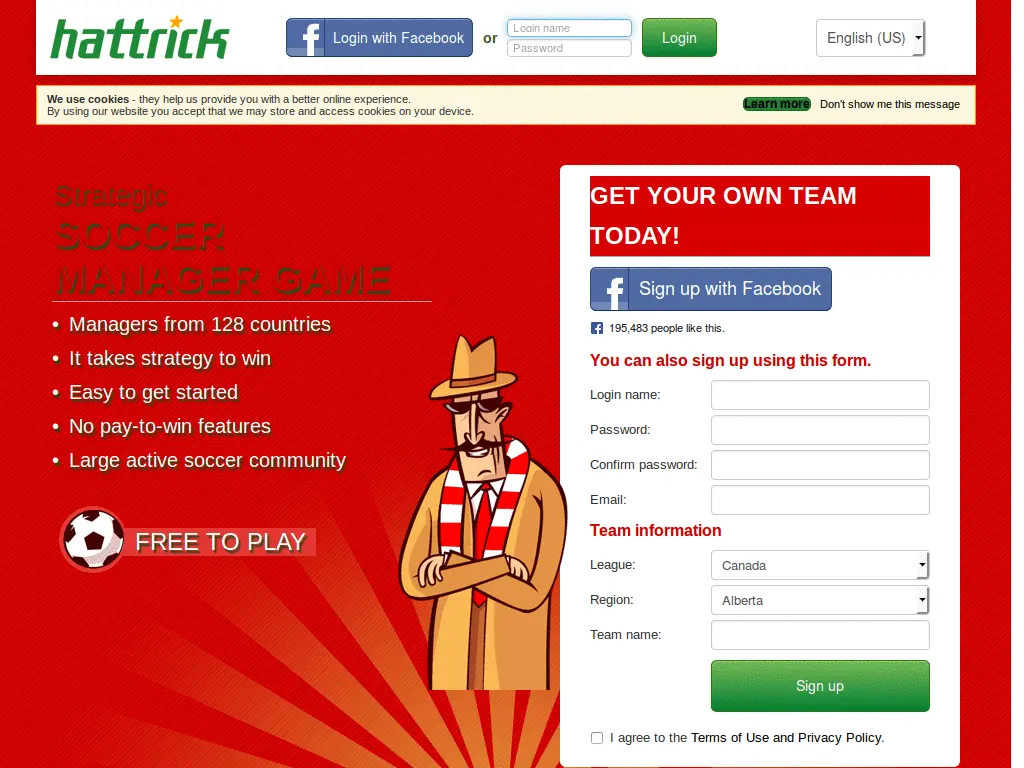 hattrick
f Login with Facebook
or
Login name
Password
Login
English (US)
We use cookies - they help us provide you with a better online experience.
By using our website you accept that we may store and access cookies on your device.
Learn more
Don't show me this message
Strategic
SOCCER
MANAGER GAME
• Managers from 128 countries
• It takes strategy to win
• Easy to get started
• No pay-to-win features
• Large active soccer community
FREE TO PLAY
GET YOUR OWN TEAM
TODAY!
f Sign up with Facebook
f 195,483 people like this.
You can also sign up using this form.
Login name:
Password:
Confirm password:
Email:
Team information
League: Canada
Region: Alberta
Team name:
Sign up
I agree to the Terms of Use and Privacy Policy.